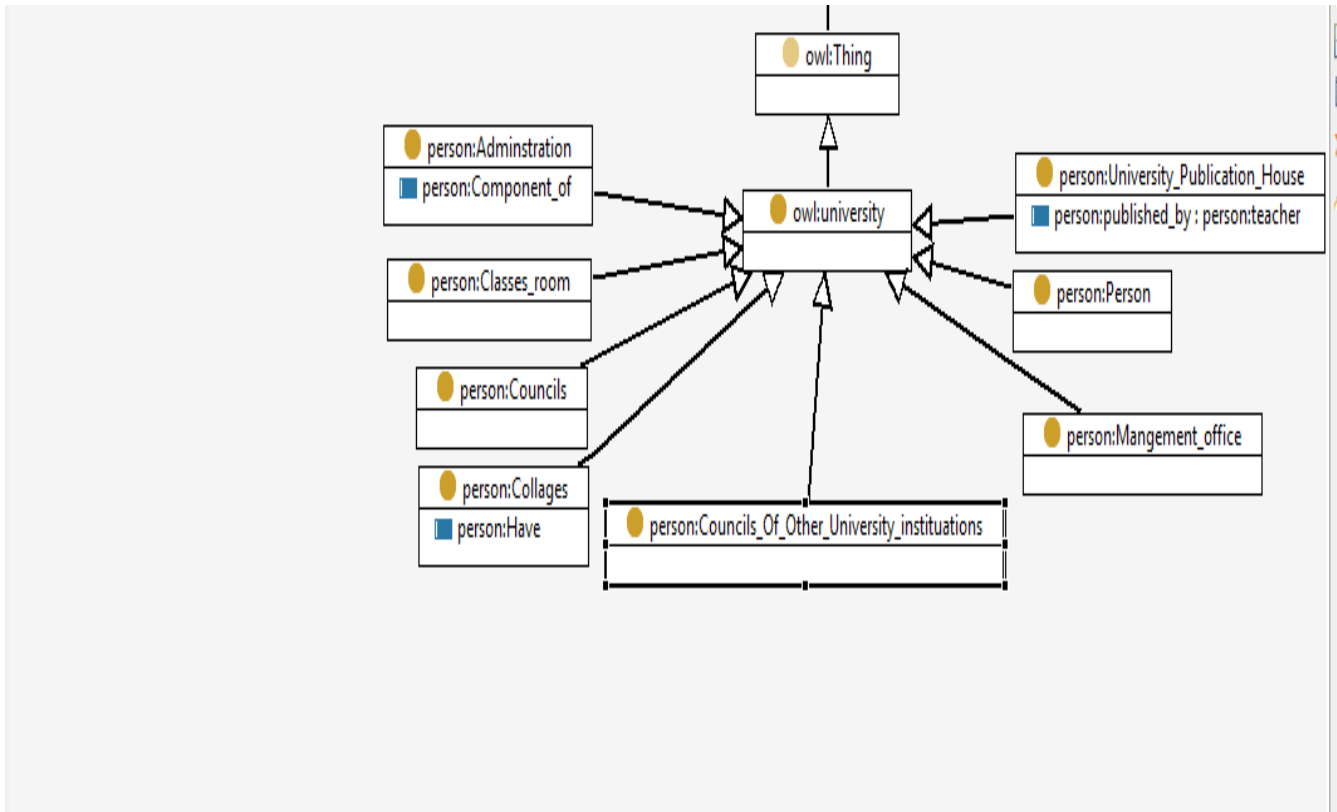 owl:Thing
person:Adminstration
person:Component_of
owl:university
person:University_Publication_House
person:published_by : person:teacher
person:Classes_room
person:Person
person:Councils
person:Mangement_office
person:Collages
person:Have
person:Councils_Of_Other_University_instituations